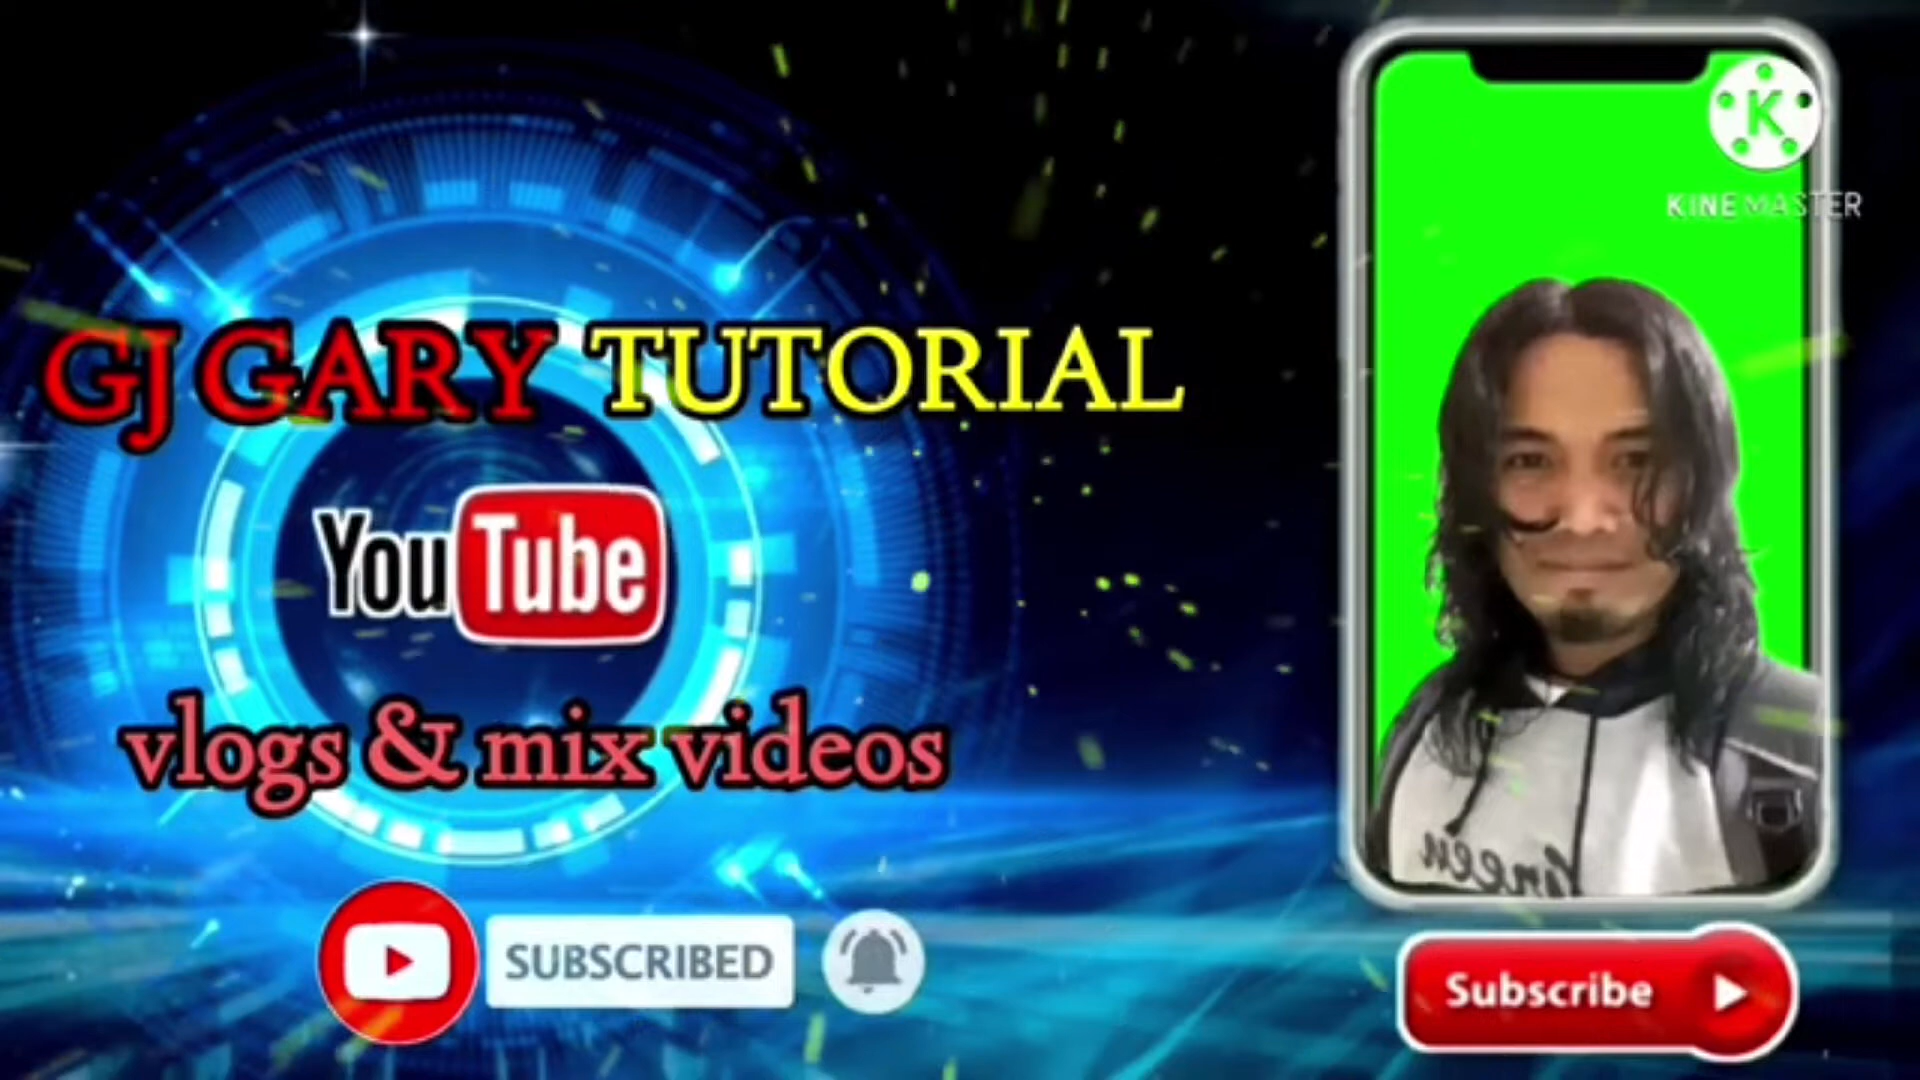 GJ GARY TUTORIAL
YouTube
vlogs & mix videos
SUBSCRIBED
K
KINEMASTER
Subscribe